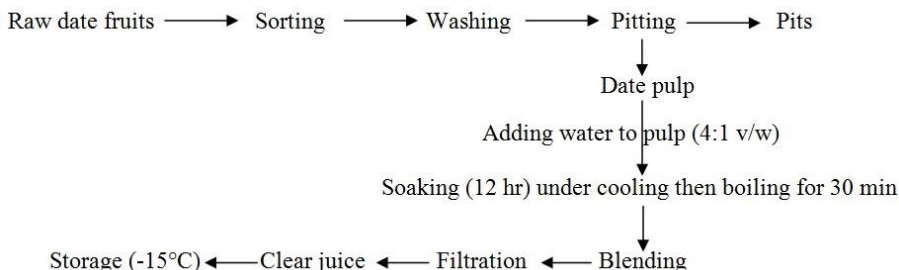 Raw date fruits Sorting Washing Pitting Pits
Date pulp
Adding water to pulp (4:1 v/w)
Soaking (12 hr) under cooling then boiling for 30 min
Storage (-15°C) Clear juice Filtration Blending